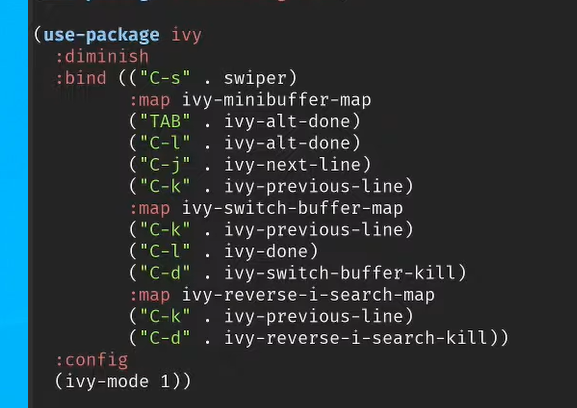 (use-package ivy
  :diminish
  :bind (("C-s" . swiper)
         :map ivy-minibuffer-map
         ("TAB" . ivy-alt-done)
         ("C-l" . ivy-alt-done)
         ("C-j" . ivy-next-line)
         ("C-k" . ivy-previous-line)
         :map ivy-switch-buffer-map
         ("C-k" . ivy-previous-line)
         ("C-l" . ivy-done)
         ("C-d" . ivy-switch-buffer-kill)
         :map ivy-reverse-i-search-map
         ("C-k" . ivy-previous-line)
         ("C-d" . ivy-reverse-i-search-kill))
  :config
  (ivy-mode 1))